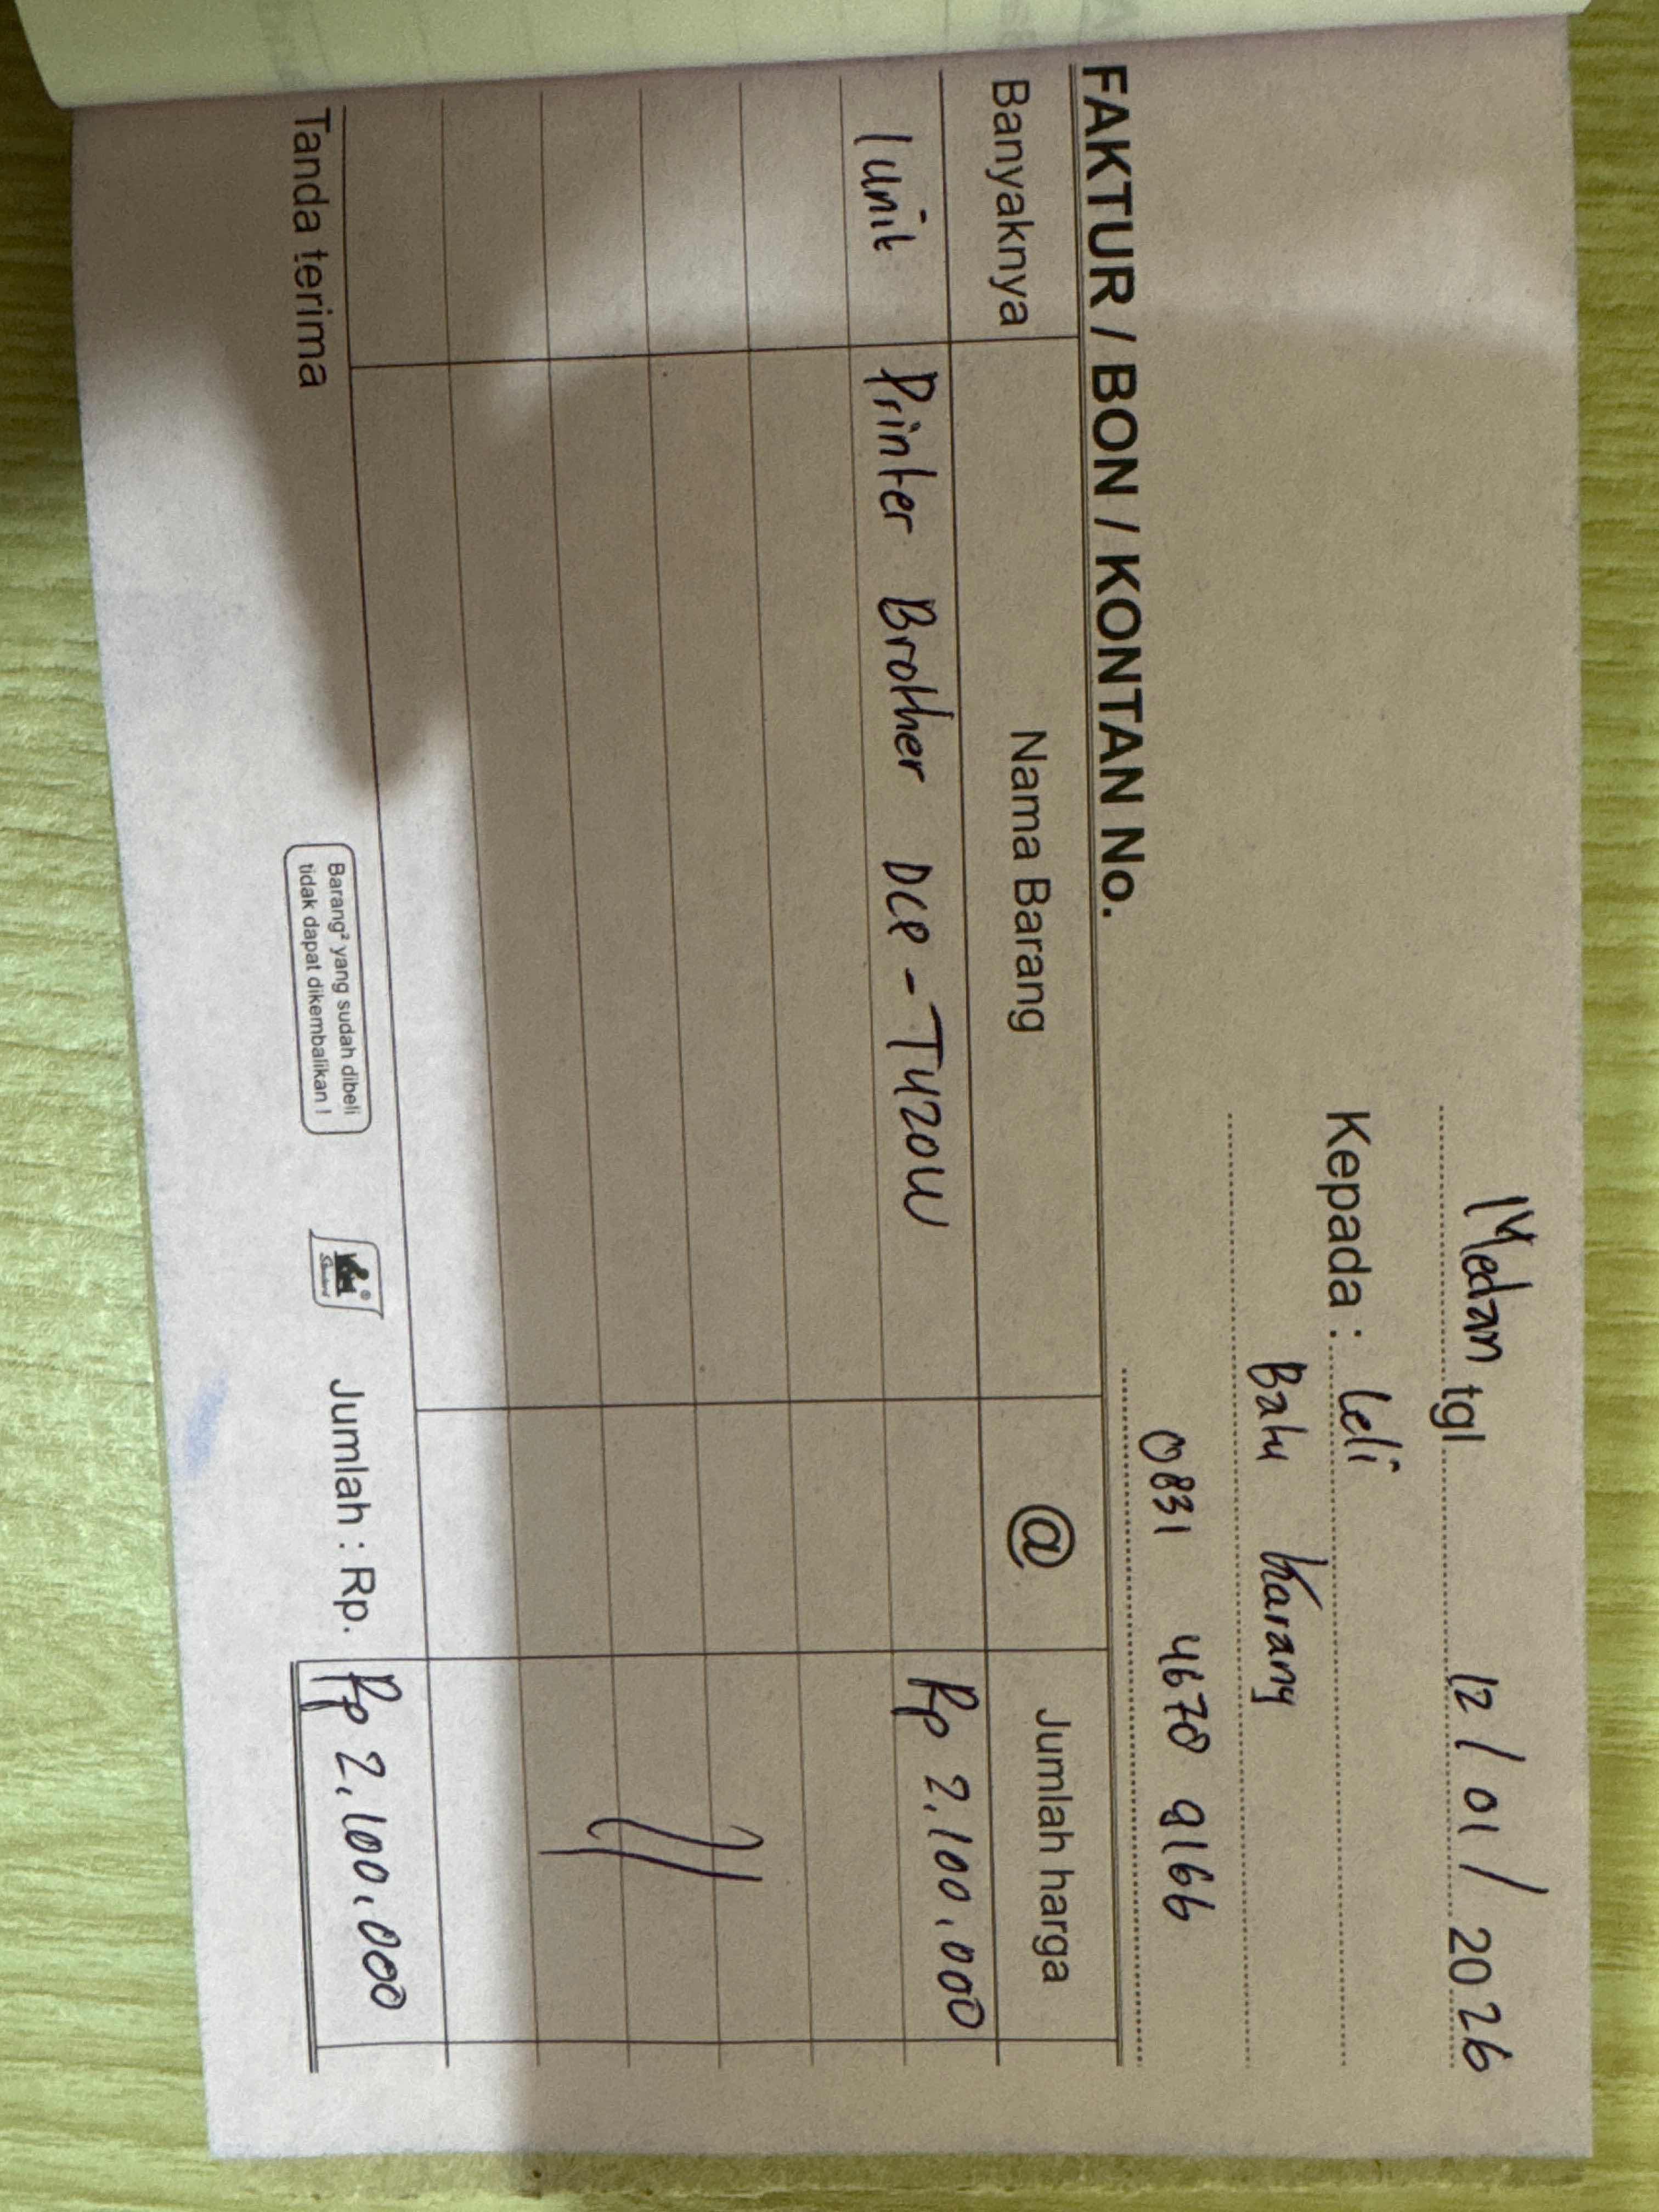 Medan tgl 12 / 01 / 2026
Kepada : Leli
Batu Karang
0831 4670 9166
FAKTUR / BON / KONTAN No.
Banyaknya Nama Barang @ Jumlah harga
1 unit Printer Brother DCP - T420W Rp 2.100.000
Tanda terima
Barang² yang sudah dibeli
tidak dapat dikembalikan !
Jumlah : Rp. Rp 2.100.000